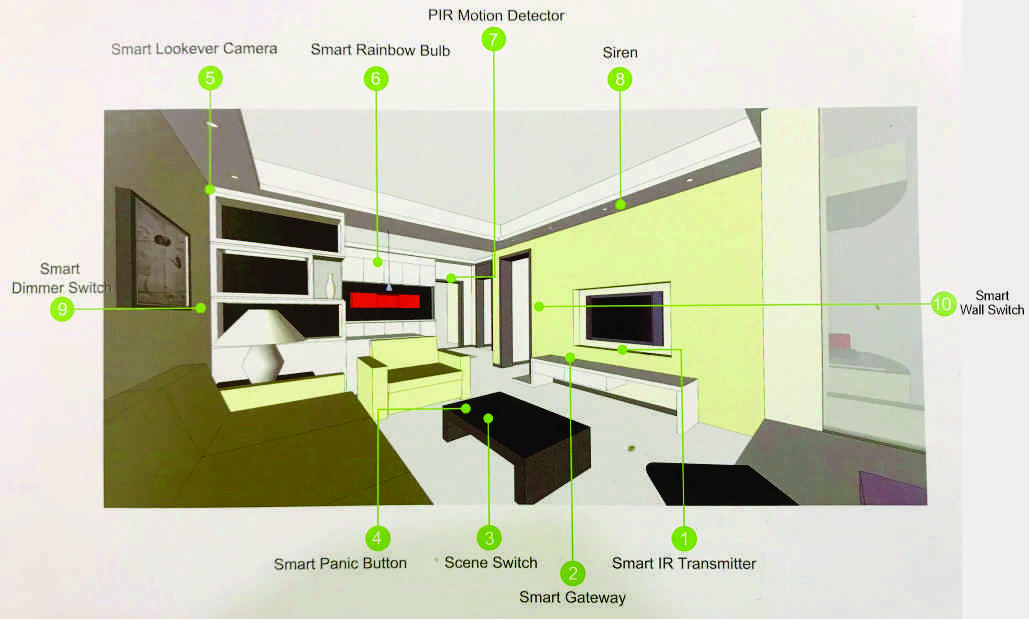 PIR Motion Detector
7
Smart Lookever Camera
5
Smart Rainbow Bulb
6
Siren
8
Smart
Dimmer Switch
9
10
Smart
Wall Switch
4
Smart Panic Button
3
Scene Switch
1
Smart IR Transmitter
2
Smart Gateway